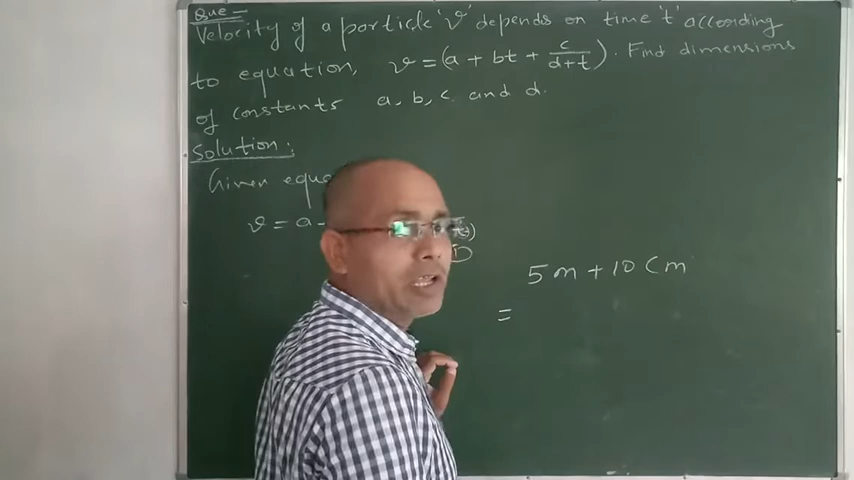 Que -
Velocity of a particle 'v' depends on time 't' according
to equation, v = (a + bt + c/(d+t)). Find dimensions
of constants a, b, c and d.
Solution:
Given equa
v = a +
5m + 10 cm
=